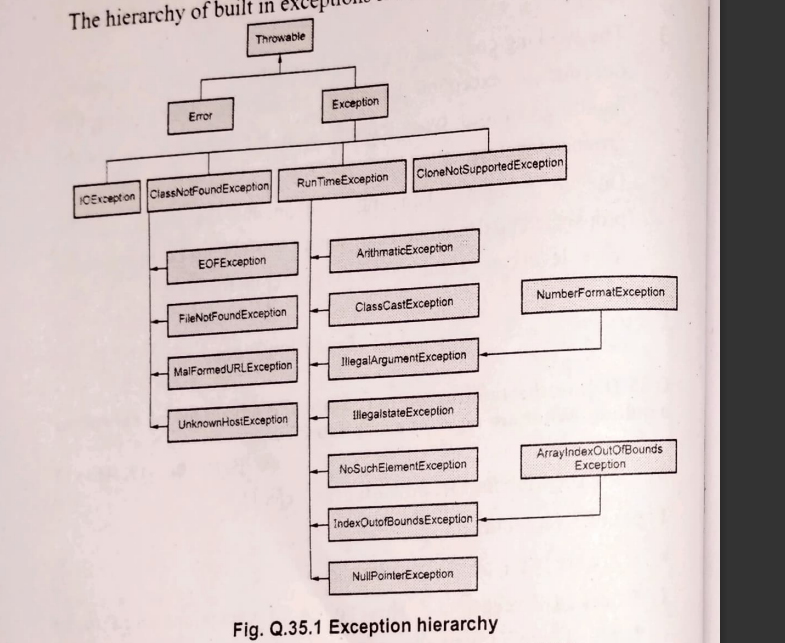 The hierarchy of built in exceptions
Throwable
Error
Exception
IOException
ClassNotFoundException
RunTimeException
CloneNotSupportedException
EOFException
FileNotFoundException
MalFormedURLException
UnknownHostException
ArithmaticException
ClassCastException
IllegalArgumentException
NumberFormatException
IllegalstateException
NoSuchElementException
IndexOutofBoundsException
ArrayIndexOutOfBounds
Exception
NullPointerException
Fig. Q.35.1 Exception hierarchy